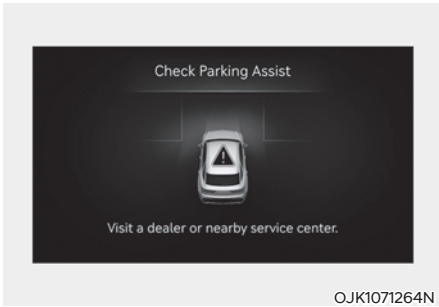 Check Parking Assist
Visit a dealer or nearby service center.
OJK1071264N